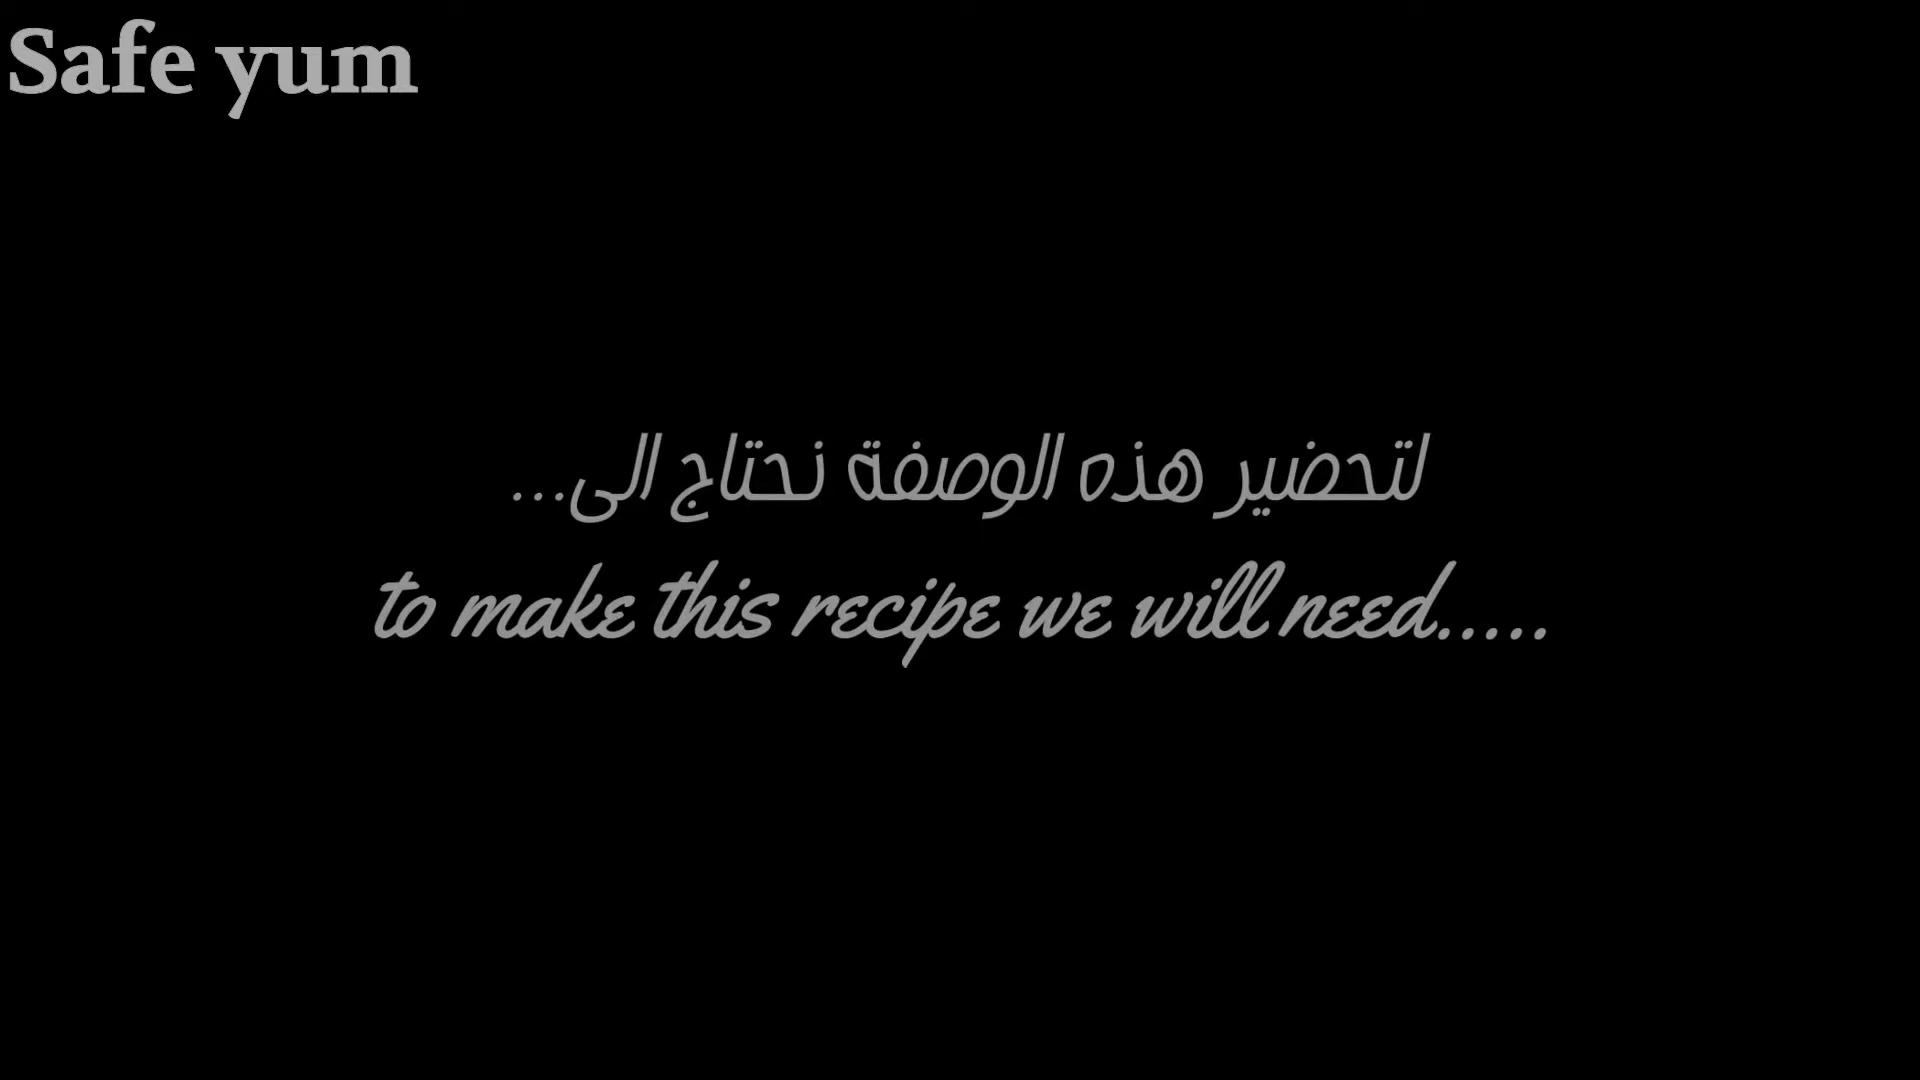 Safe yum
لتحضير هذه الوصفة نحتاج الى...
to make this recipe we will need.....